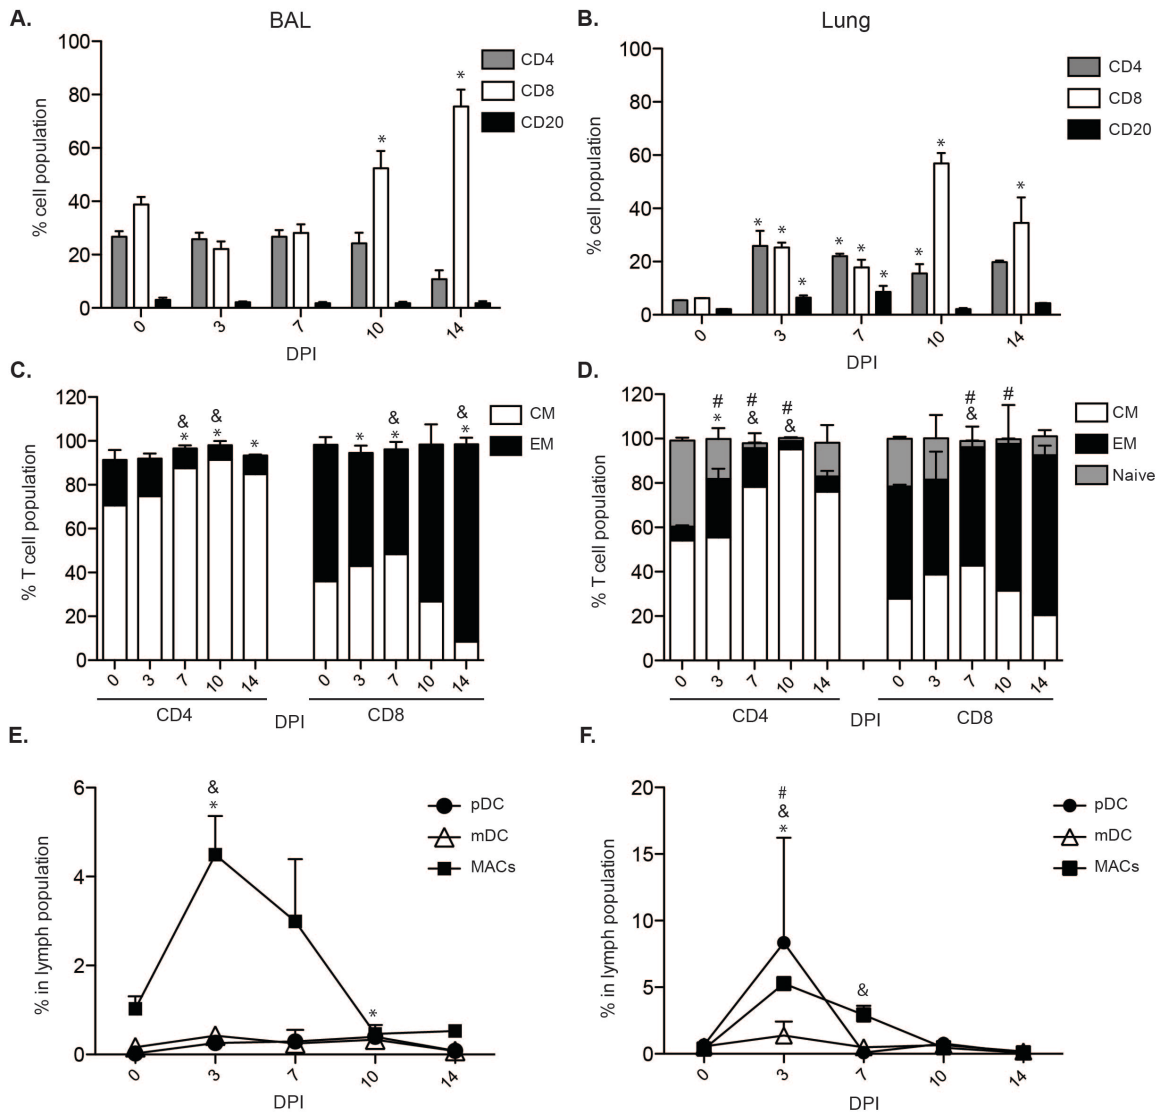 A. BAL
100
80
60
40
20
0
% cell population
* *
CD4
CD8
CD20
0 3 7 10 14
DPI
B. Lung
100
80
60
40
20
0
% cell population
* * * * * * * * *
CD4
CD8
CD20
0 3 7 10 14
DPI
C.
120
100
80
60
40
20
0
% T cell population
& & & &
* * * * * *
CM
EM
0 3 7 10 14 0 3 7 10 14
CD4 DPI CD8
D.
120
100
80
60
40
20
0
% T cell population
# # # # #
* & & &
CM
EM
Naive
0 3 7 10 14 0 3 7 10 14
CD4 DPI CD8
E.
6
4
2
0
% in lymph population
&
*
*
pDC
mDC
MACs
0 3 7 10 14
DPI
F.
20
15
10
5
0
% in lymph population
#
&
*
&
pDC
mDC
MACs
0 3 7 10 14
DPI